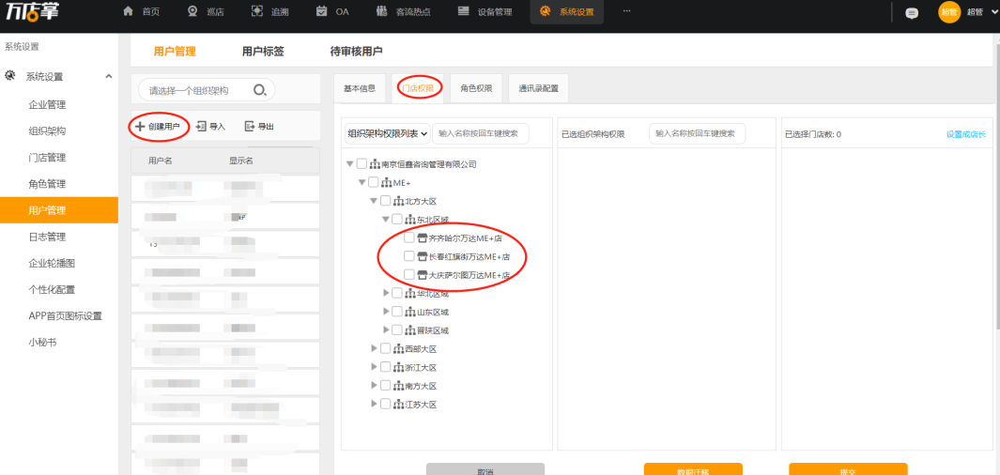 万店掌
首页
巡店
追溯
OA
客流热点
设备管理
系统设置
···
超管
超管
系统设置
系统设置
企业管理
组织架构
门店管理
角色管理
用户管理
日志管理
企业轮播图
个性化配置
APP首页图标设置
小秘书
用户管理
用户标签
待审核用户
请选择一个组织架构
创建用户
导入
导出
用户名
显示名
基本信息
门店权限
角色权限
通讯录配置
组织架构权限列表
输入名称按回车键搜索
南京恒鑫咨询管理有限公司
ME+
北方大区
东北区域
齐齐哈尔万达ME+店
长春红旗街万达ME+店
大庆萨尔图万达ME+店
华北区域
山东区域
晋陕区域
西部大区
浙江大区
南方大区
江苏大区
已选组织架构权限
输入名称按回车键搜索
已选择门店数: 0
设置成店长
取消
数据迁移
提交